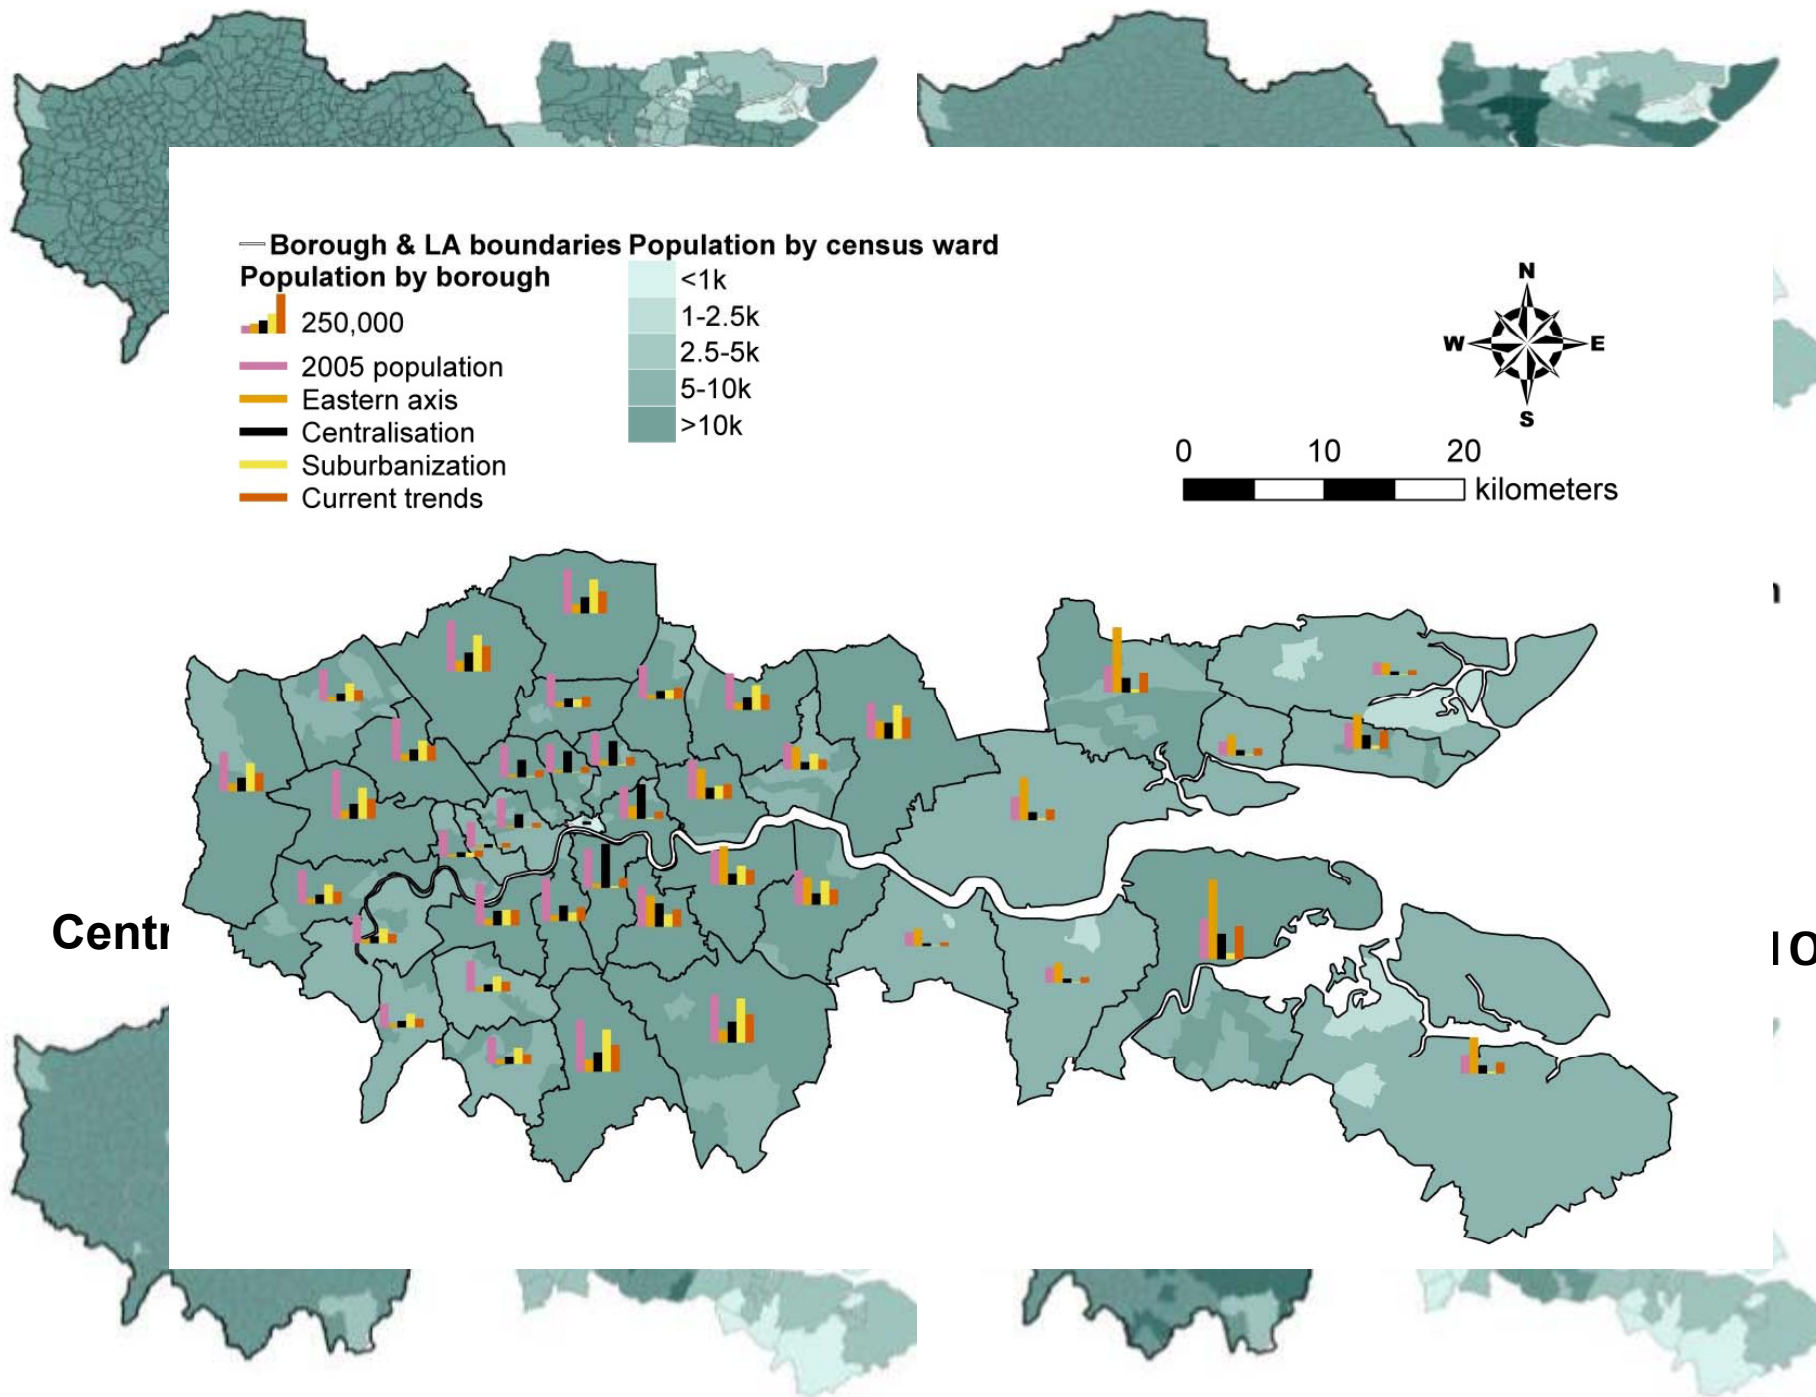 Borough & LA boundaries
Population by borough
250,000
2005 population
Eastern axis
Centralisation
Suburbanization
Current trends
Population by census ward
<1k
1-2.5k
2.5-5k
5-10k
>10k
N
W E
S
0 10 20
kilometers
Centr